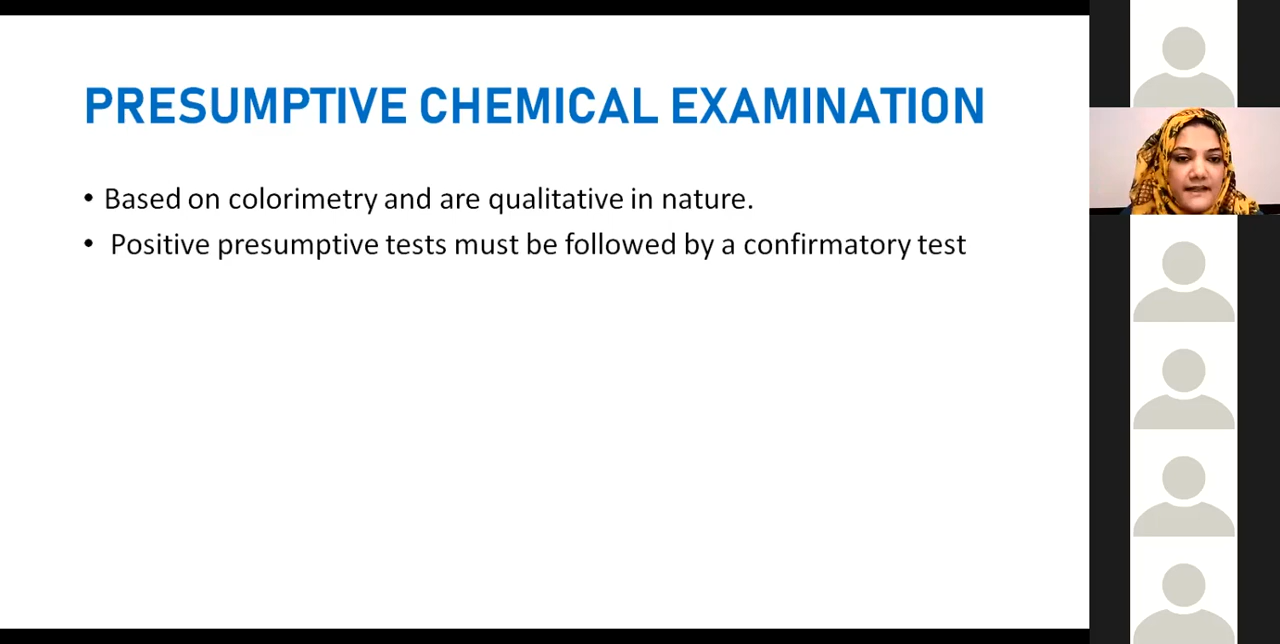 PRESUMPTIVE CHEMICAL EXAMINATION
• Based on colorimetry and are qualitative in nature.
• Positive presumptive tests must be followed by a confirmatory test